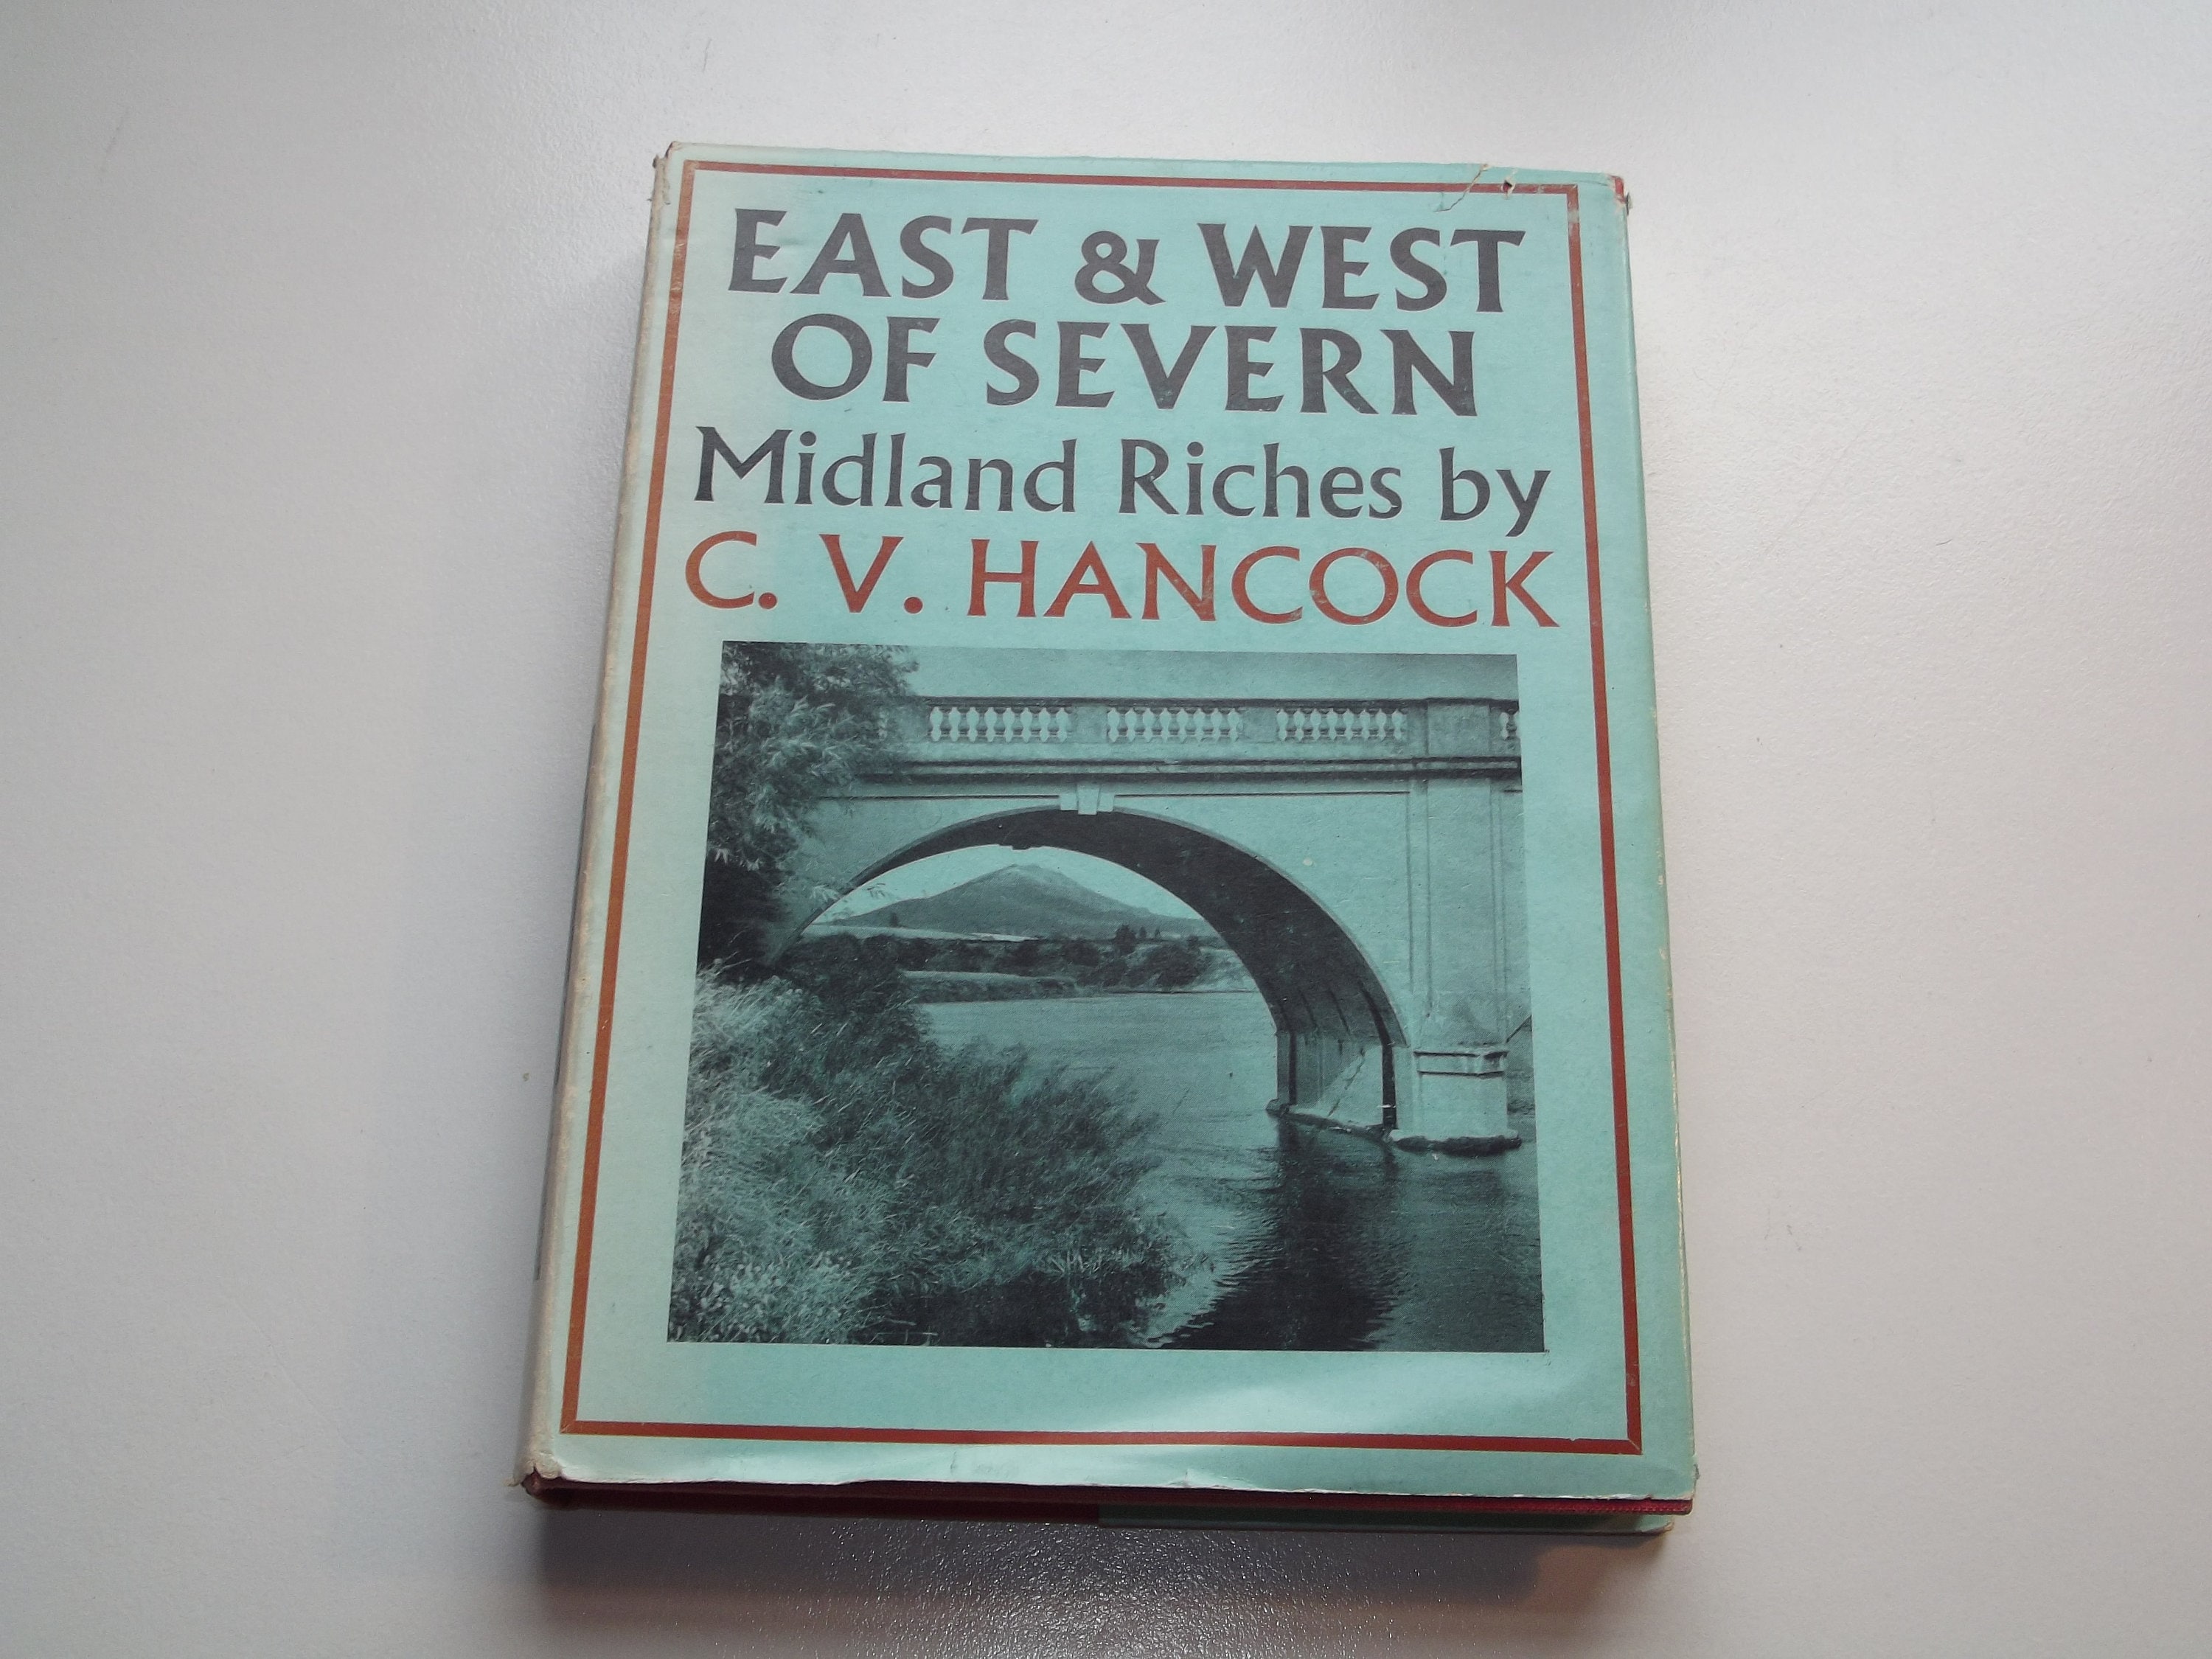 EAST & WEST
OF SEVERN
Midland Riches by
C. V. HANCOCK